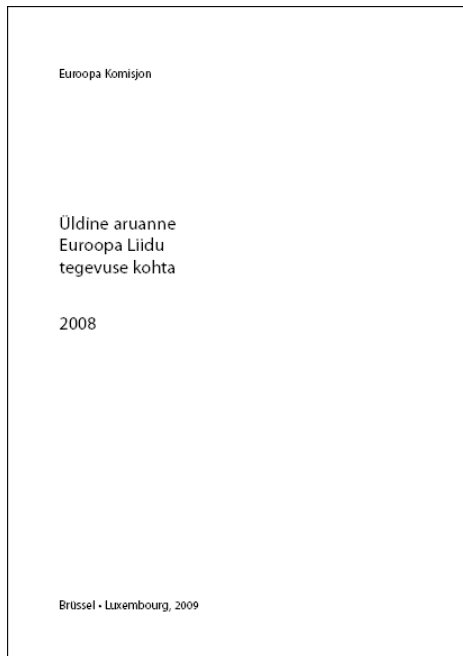 Euroopa Komisjon
Üldine aruanne
Euroopa Liidu
tegevuse kohta
2008
Brüssel • Luxembourg, 2009